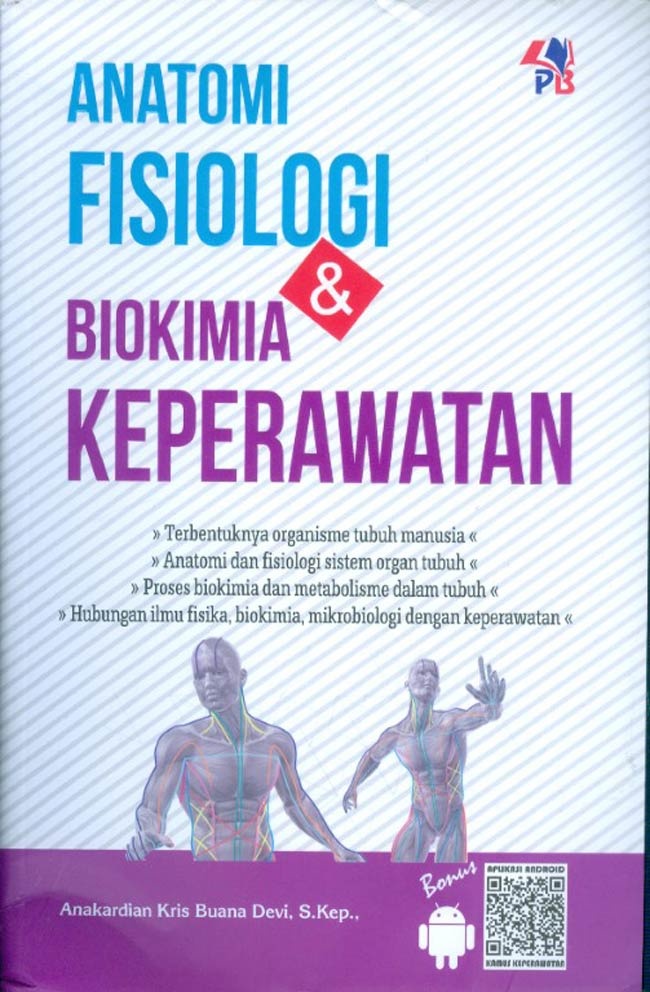 PB
ANATOMI
FISIOLOGI
&
BIOKIMIA
KEPERAWATAN
» Terbentuknya organisme tubuh manusia «
» Anatomi dan fisiologi sistem organ tubuh «
» Proses biokimia dan metabolisme dalam tubuh «
» Hubungan ilmu fisika, biokimia, mikrobiologi dengan keperawatan «
Anakardian Kris Buana Devi, S.Kep.,
Bonus
APLIKASI ANDROID
KAMUS KEPERAWATAN